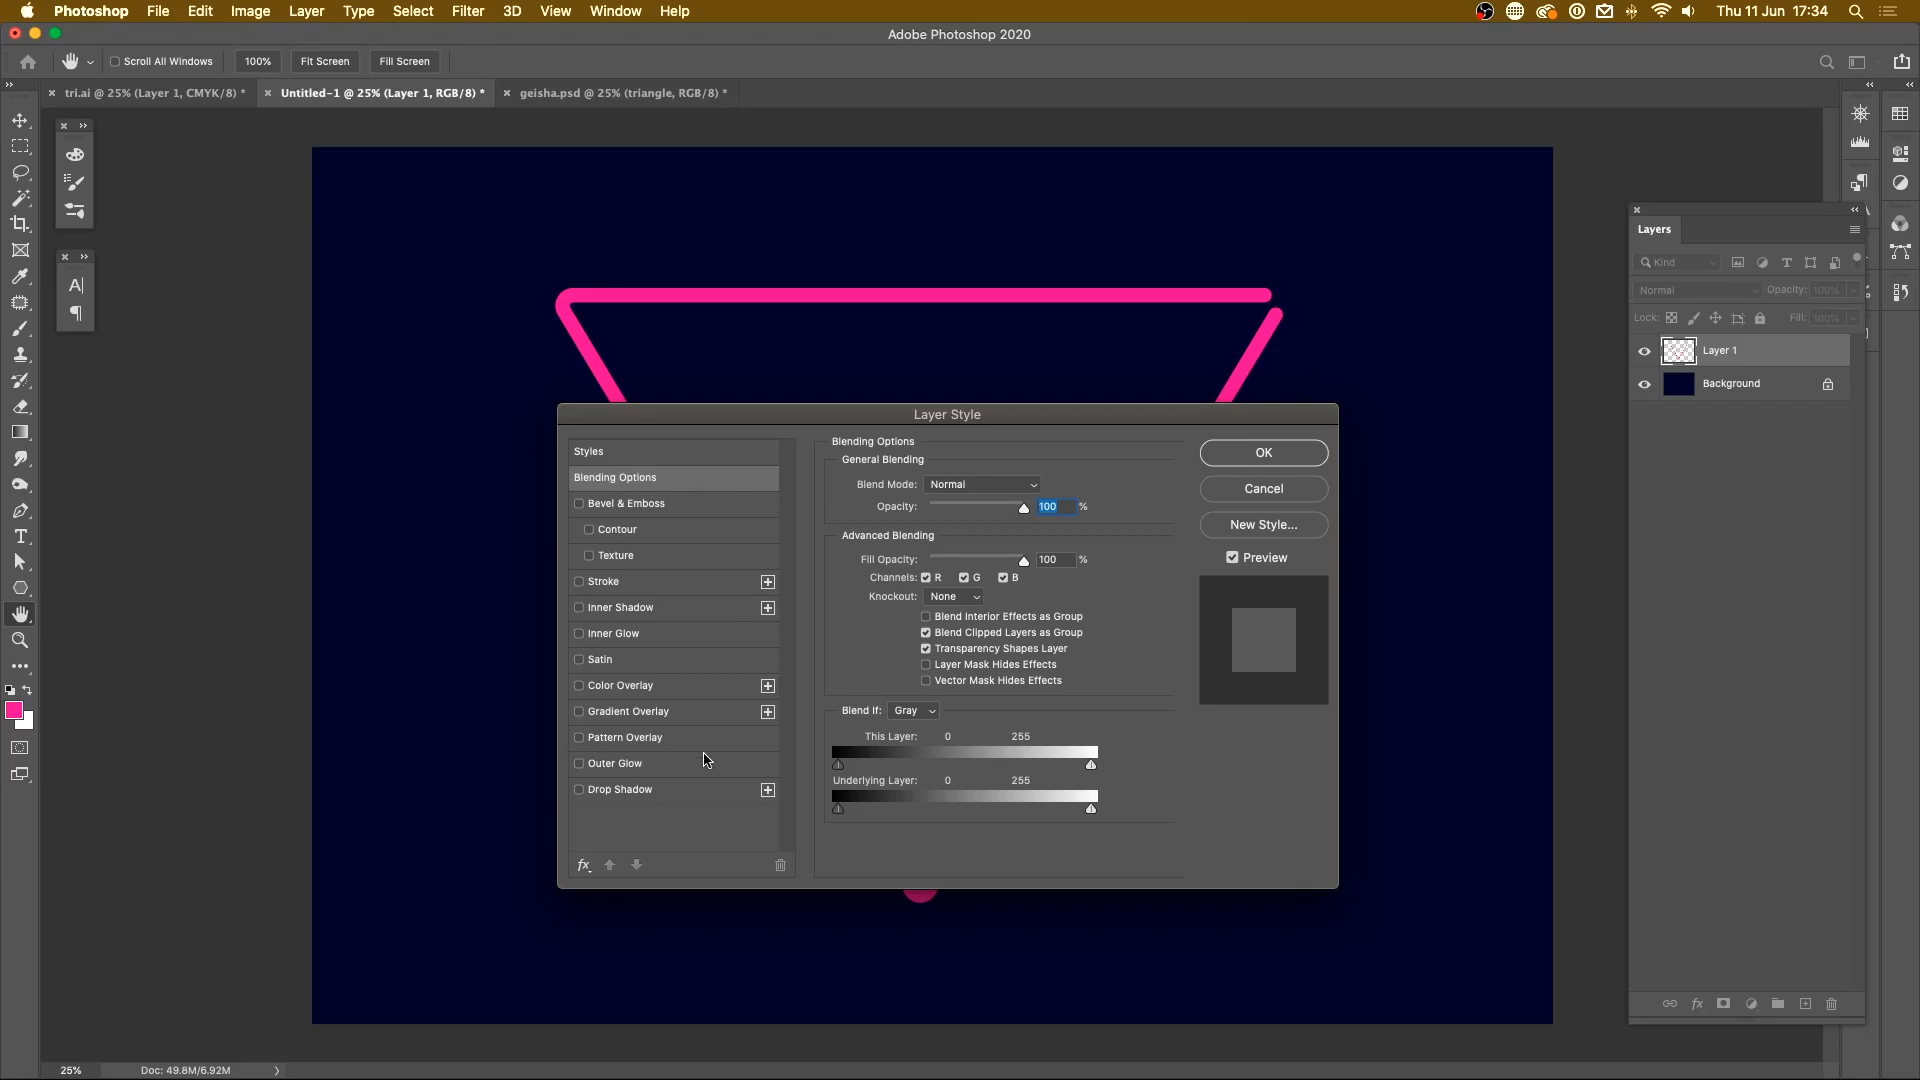 Photoshop File Edit Image Layer Type Select Filter 3D View Window Help
Thu 11 Jun 17:34
Adobe Photoshop 2020
Scroll All Windows 100% Fit Screen Fill Screen
tri.ai @ 25% (Layer 1, CMYK/8) *
Untitled-1 @ 25% (Layer 1, RGB/8) *
geisha.psd @ 25% (triangle, RGB/8) *
Layers
Kind
Normal Opacity: 100%
Lock: Fill: 100%
Layer 1
Background
Layer Style
Styles
Blending Options
Bevel & Emboss
Contour
Texture
Stroke
Inner Shadow
Inner Glow
Satin
Color Overlay
Gradient Overlay
Pattern Overlay
Outer Glow
Drop Shadow
fx
Blending Options
General Blending
Blend Mode: Normal
Opacity: 100 %
Advanced Blending
Fill Opacity: 100 %
Channels: R G B
Knockout: None
Blend Interior Effects as Group
Blend Clipped Layers as Group
Transparency Shapes Layer
Layer Mask Hides Effects
Vector Mask Hides Effects
Blend If: Gray
This Layer: 0 255
Underlying Layer: 0 255
OK
Cancel
New Style...
Preview
fx
25% Doc: 49.8M/6.92M